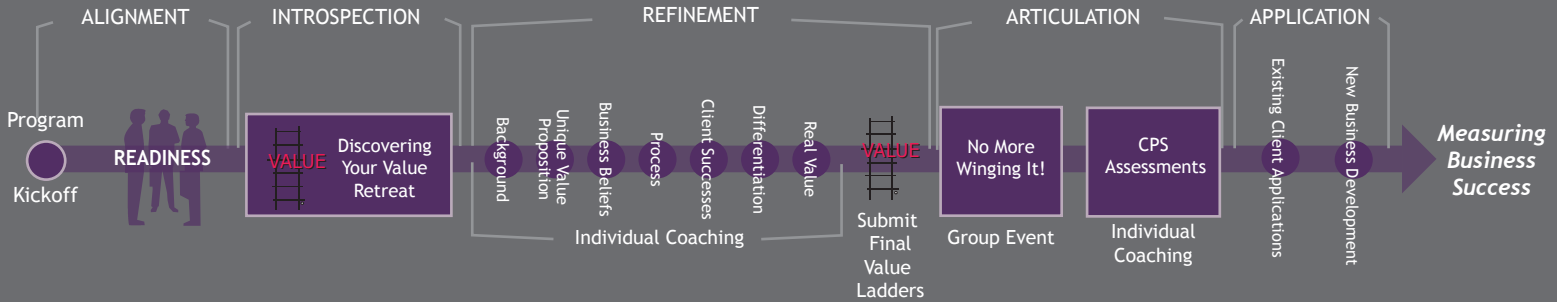 ALIGNMENT
INTROSPECTION
REFINEMENT
ARTICULATION
APPLICATION
Program
Kickoff
READINESS
VALUE
Discovering
Your Value
Retreat
Background
Unique Value
Proposition
Business Beliefs
Process
Client Successes
Differentiation
Real Value
Individual Coaching
VALUE
Submit
Final
Value
Ladders
No More
Winging It!
Group Event
CPS
Assessments
Individual
Coaching
Existing Client Applications
New Business Development
Measuring
Business
Success